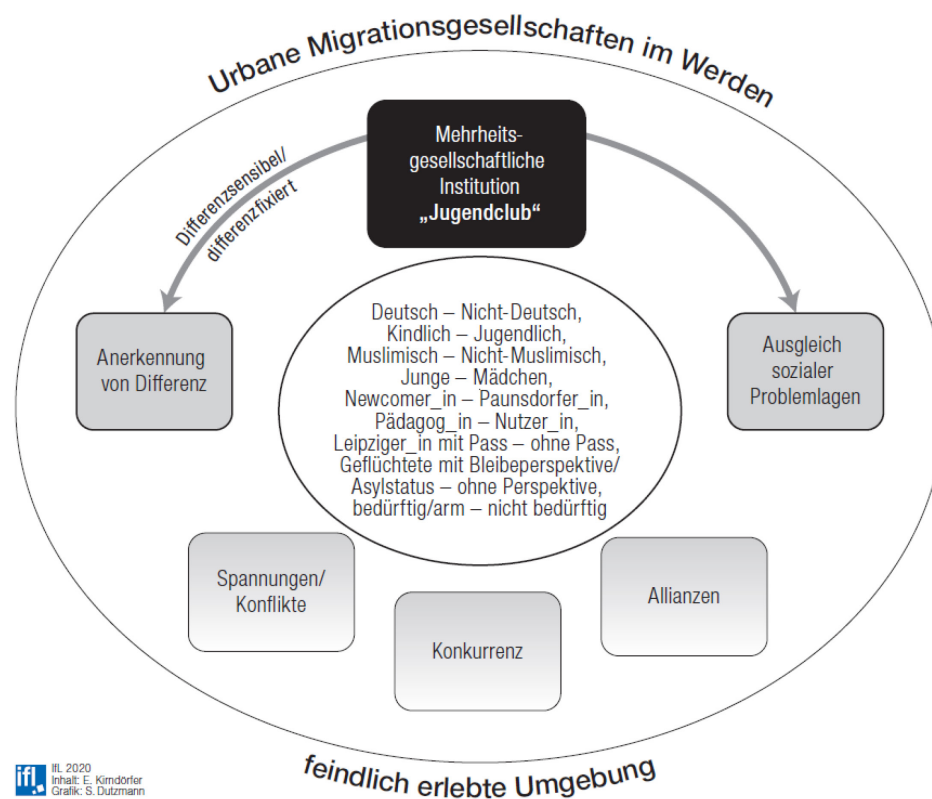 Urbane Migrationsgesellschaften im Werden
Mehrheits-
gesellschaftliche
Institution
„Jugendclub“
Differenzsensibel/
differenzfixiert
Anerkennung
von Differenz
Ausgleich
sozialer
Problemlagen
Deutsch – Nicht-Deutsch,
Kindlich – Jugendlich,
Muslimisch – Nicht-Muslimisch,
Junge – Mädchen,
Newcomer_in – Paunsdorfer_in,
Pädagog_in – Nutzer_in,
Leipziger_in mit Pass – ohne Pass,
Geflüchtete mit Bleibeperspektive/
Asylstatus – ohne Perspektive,
bedürftig/arm – nicht bedürftig
Spannungen/
Konflikte
Konkurrenz
Allianzen
feindlich erlebte Umgebung
ifl
IfL 2020
Inhalt: E. Kirndörfer
Grafik: S. Dutzmann